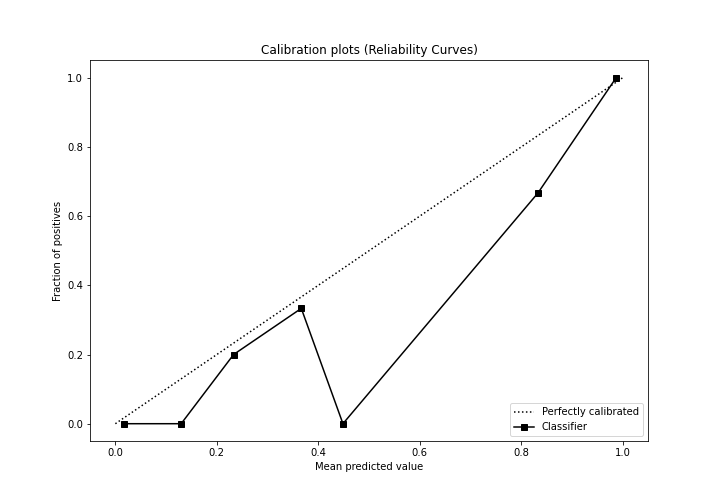 Calibration plots (Reliability Curves)
1.0
0.8
0.6
0.4
0.2
0.0
Fraction of positives
0.0 0.2 0.4 0.6 0.8 1.0
Mean predicted value
Perfectly calibrated
Classifier